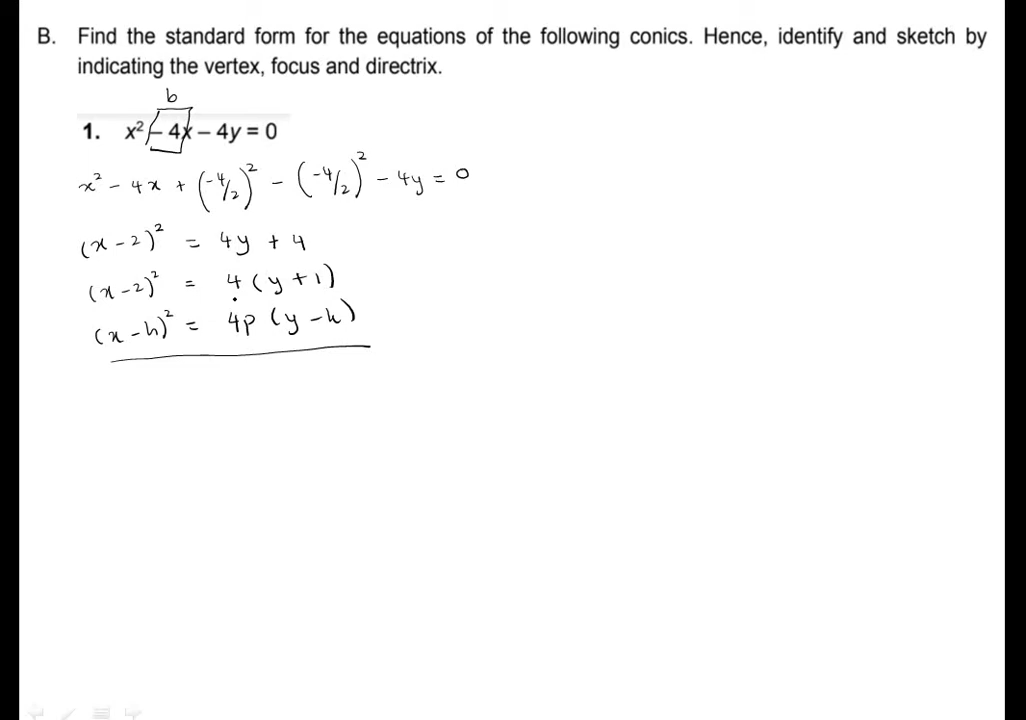 B. Find the standard form for the equations of the following conics. Hence, identify and sketch by
indicating the vertex, focus and directrix.
b
1. x² – 4x – 4y = 0
x² - 4x + (-4/2)² - (-4/2)² - 4y = 0
(x - 2)² = 4y + 4
(x - 2)² = 4(y + 1)
(x - h)² = 4p(y - k)